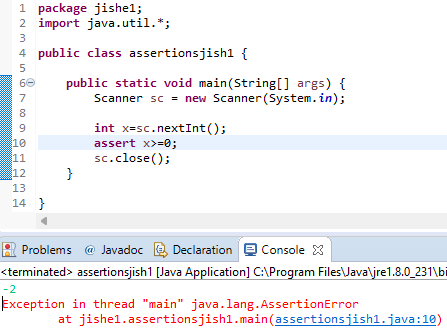 1 package jishe1;
2 import java.util.*;
3
4 public class assertionsjish1 {
5
6 public static void main(String[] args) {
7 Scanner sc = new Scanner(System.in);
8
9 int x=sc.nextInt();
10 assert x>=0;
11 sc.close();
12 }
13
14 }
Problems @ Javadoc Declaration Console
<terminated> assertionsjish1 [Java Application] C:\Program Files\Java\jre1.8.0_231\bi
-2
Exception in thread "main" java.lang.AssertionError
at jishe1.assertionsjish1.main(assertionsjish1.java:10)